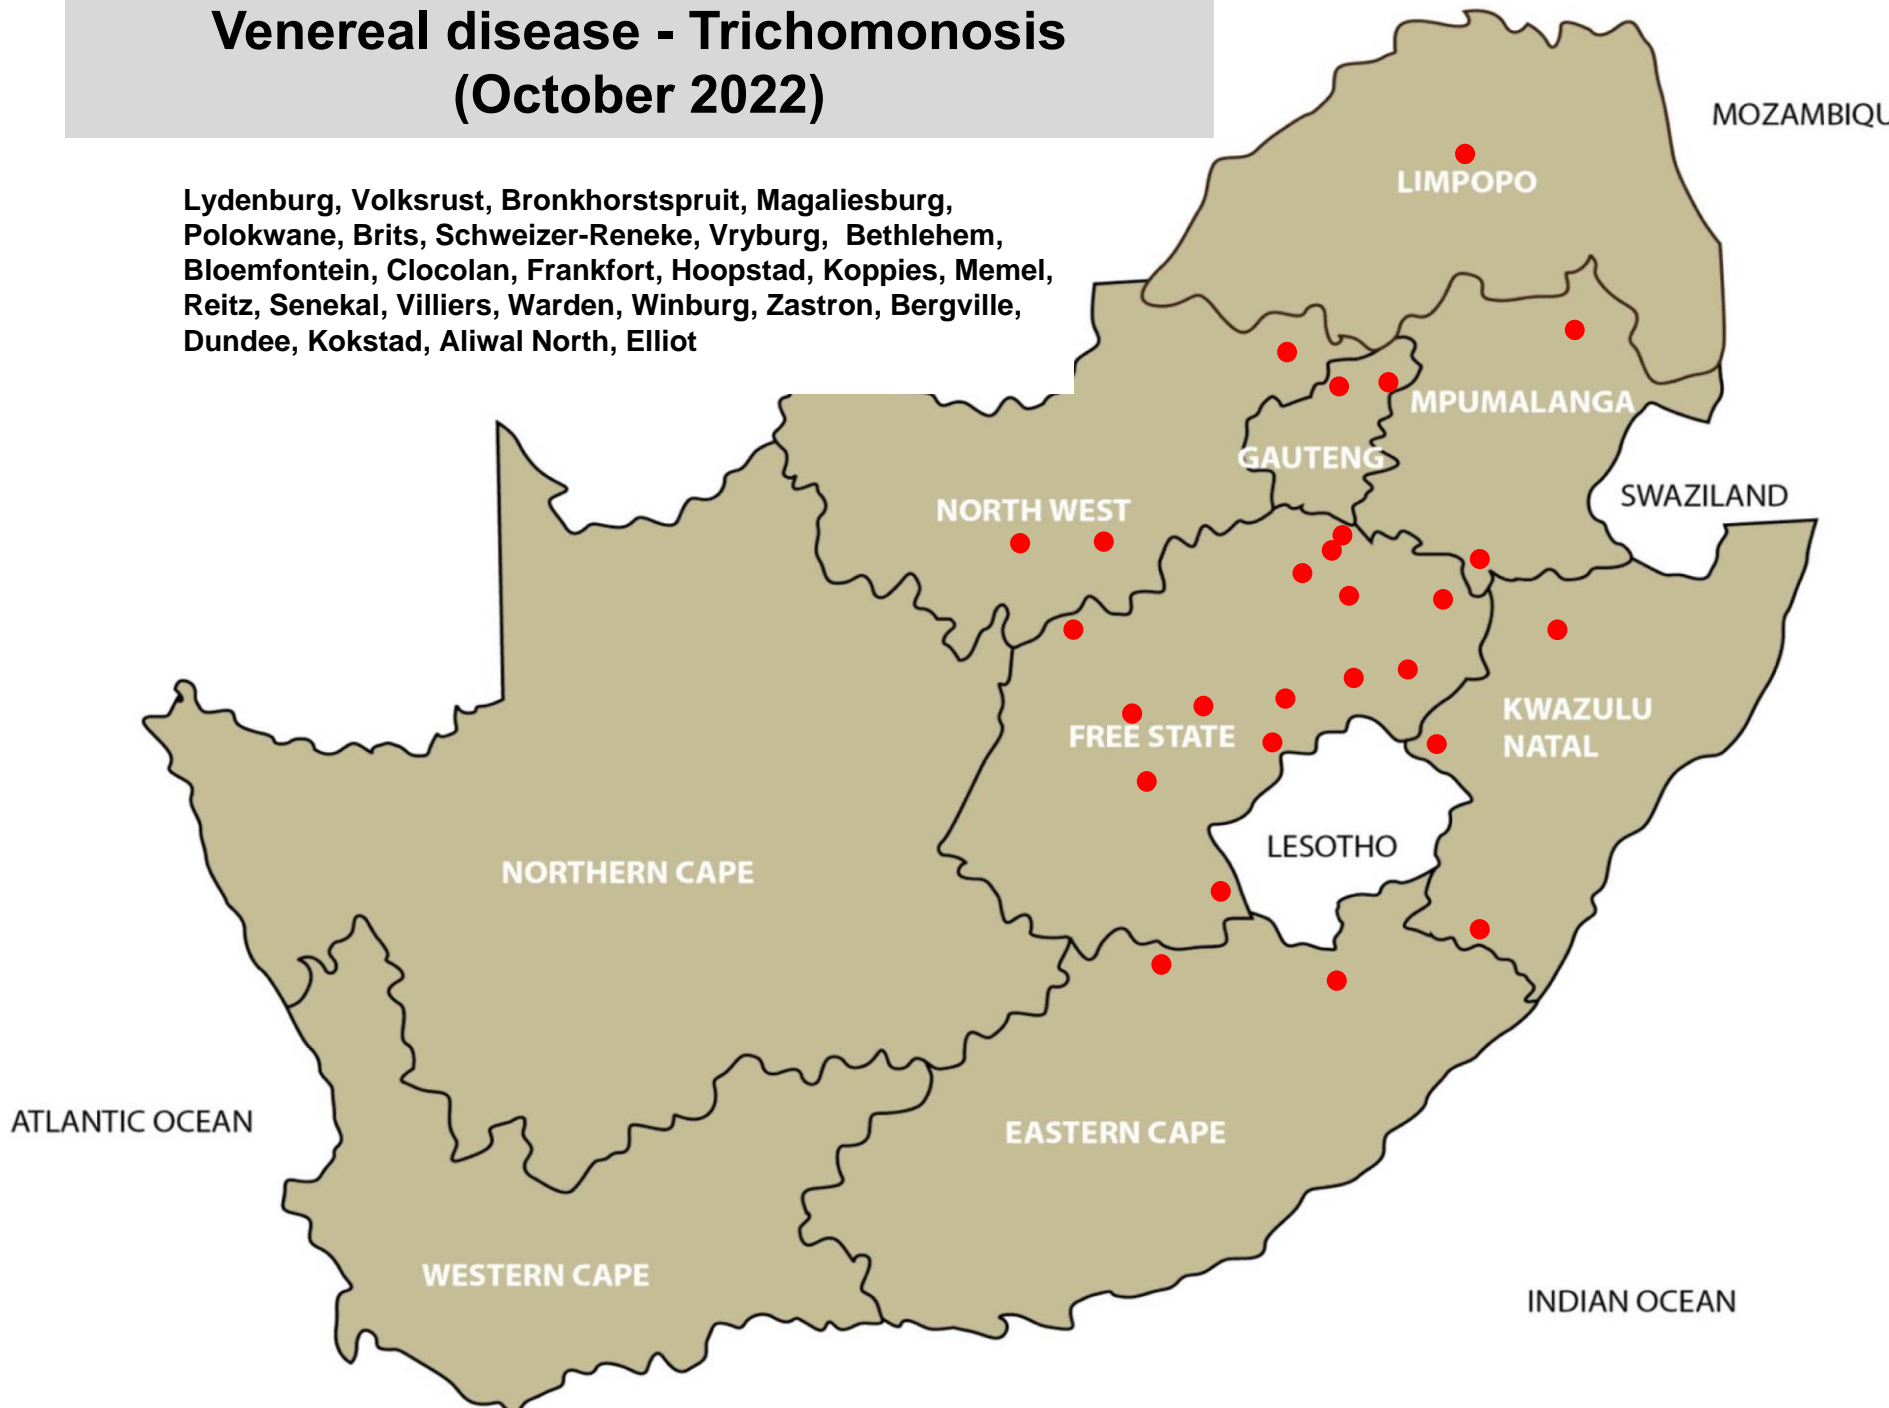 Venereal disease - Trichomonosis
(October 2022)
Lydenburg, Volksrust, Bronkhorstspruit, Magaliesburg,
Polokwane, Brits, Schweizer-Reneke, Vryburg,  Bethlehem,
Bloemfontein, Clocolan, Frankfort, Hoopstad, Koppies, Memel,
Reitz, Senekal, Villiers, Warden, Winburg, Zastron, Bergville,
Dundee, Kokstad, Aliwal North, Elliot
MOZAMBIQU
LIMPOPO
MPUMALANGA
GAUTENG
SWAZILAND
NORTH WEST
KWAZULU
NATAL
FREE STATE
LESOTHO
NORTHERN CAPE
ATLANTIC OCEAN
EASTERN CAPE
WESTERN CAPE
INDIAN OCEAN